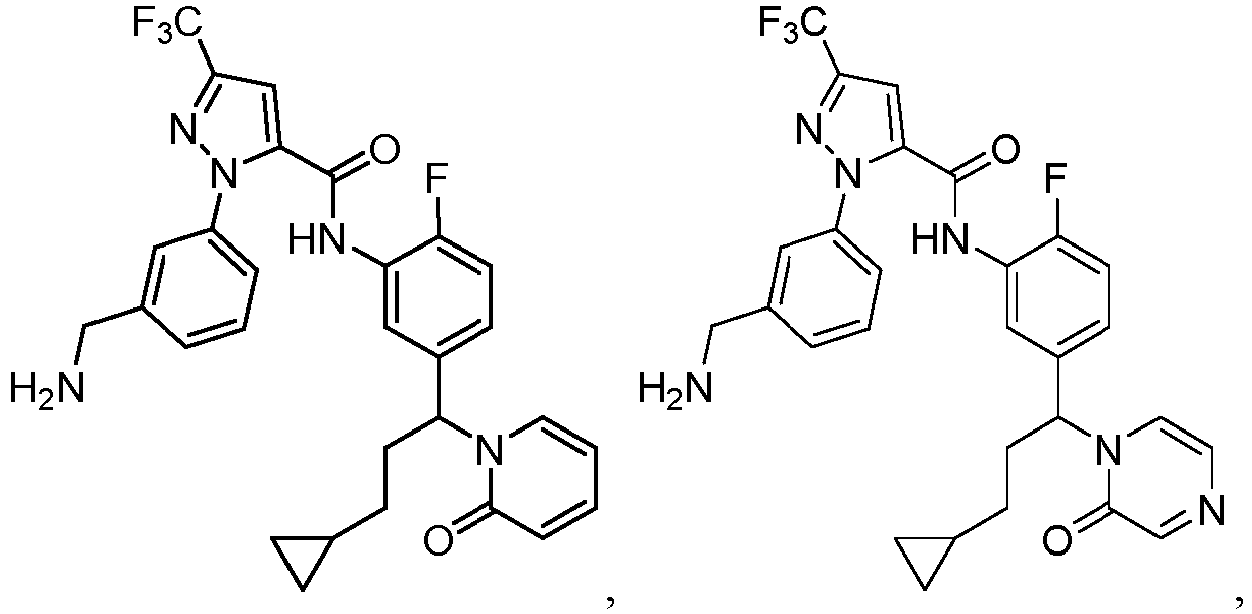 F₃C F₃C
N N
N O N O
F F
HN HN
H₂N H₂N
N N
O O N
, ,